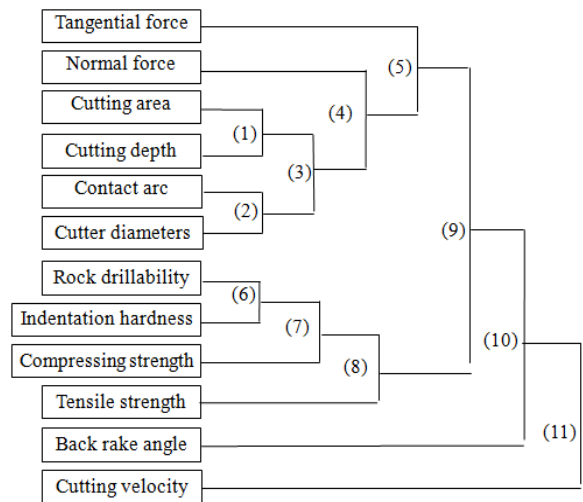 Tangential force
Normal force
(5)
Cutting area
(4)
(1)
Cutting depth
(3)
Contact arc
(2)
Cutter diameters
(9)
Rock drillability
(6)
Indentation hardness
(7)
(10)
Compressing strength
(8)
Tensile strength
(11)
Back rake angle
Cutting velocity